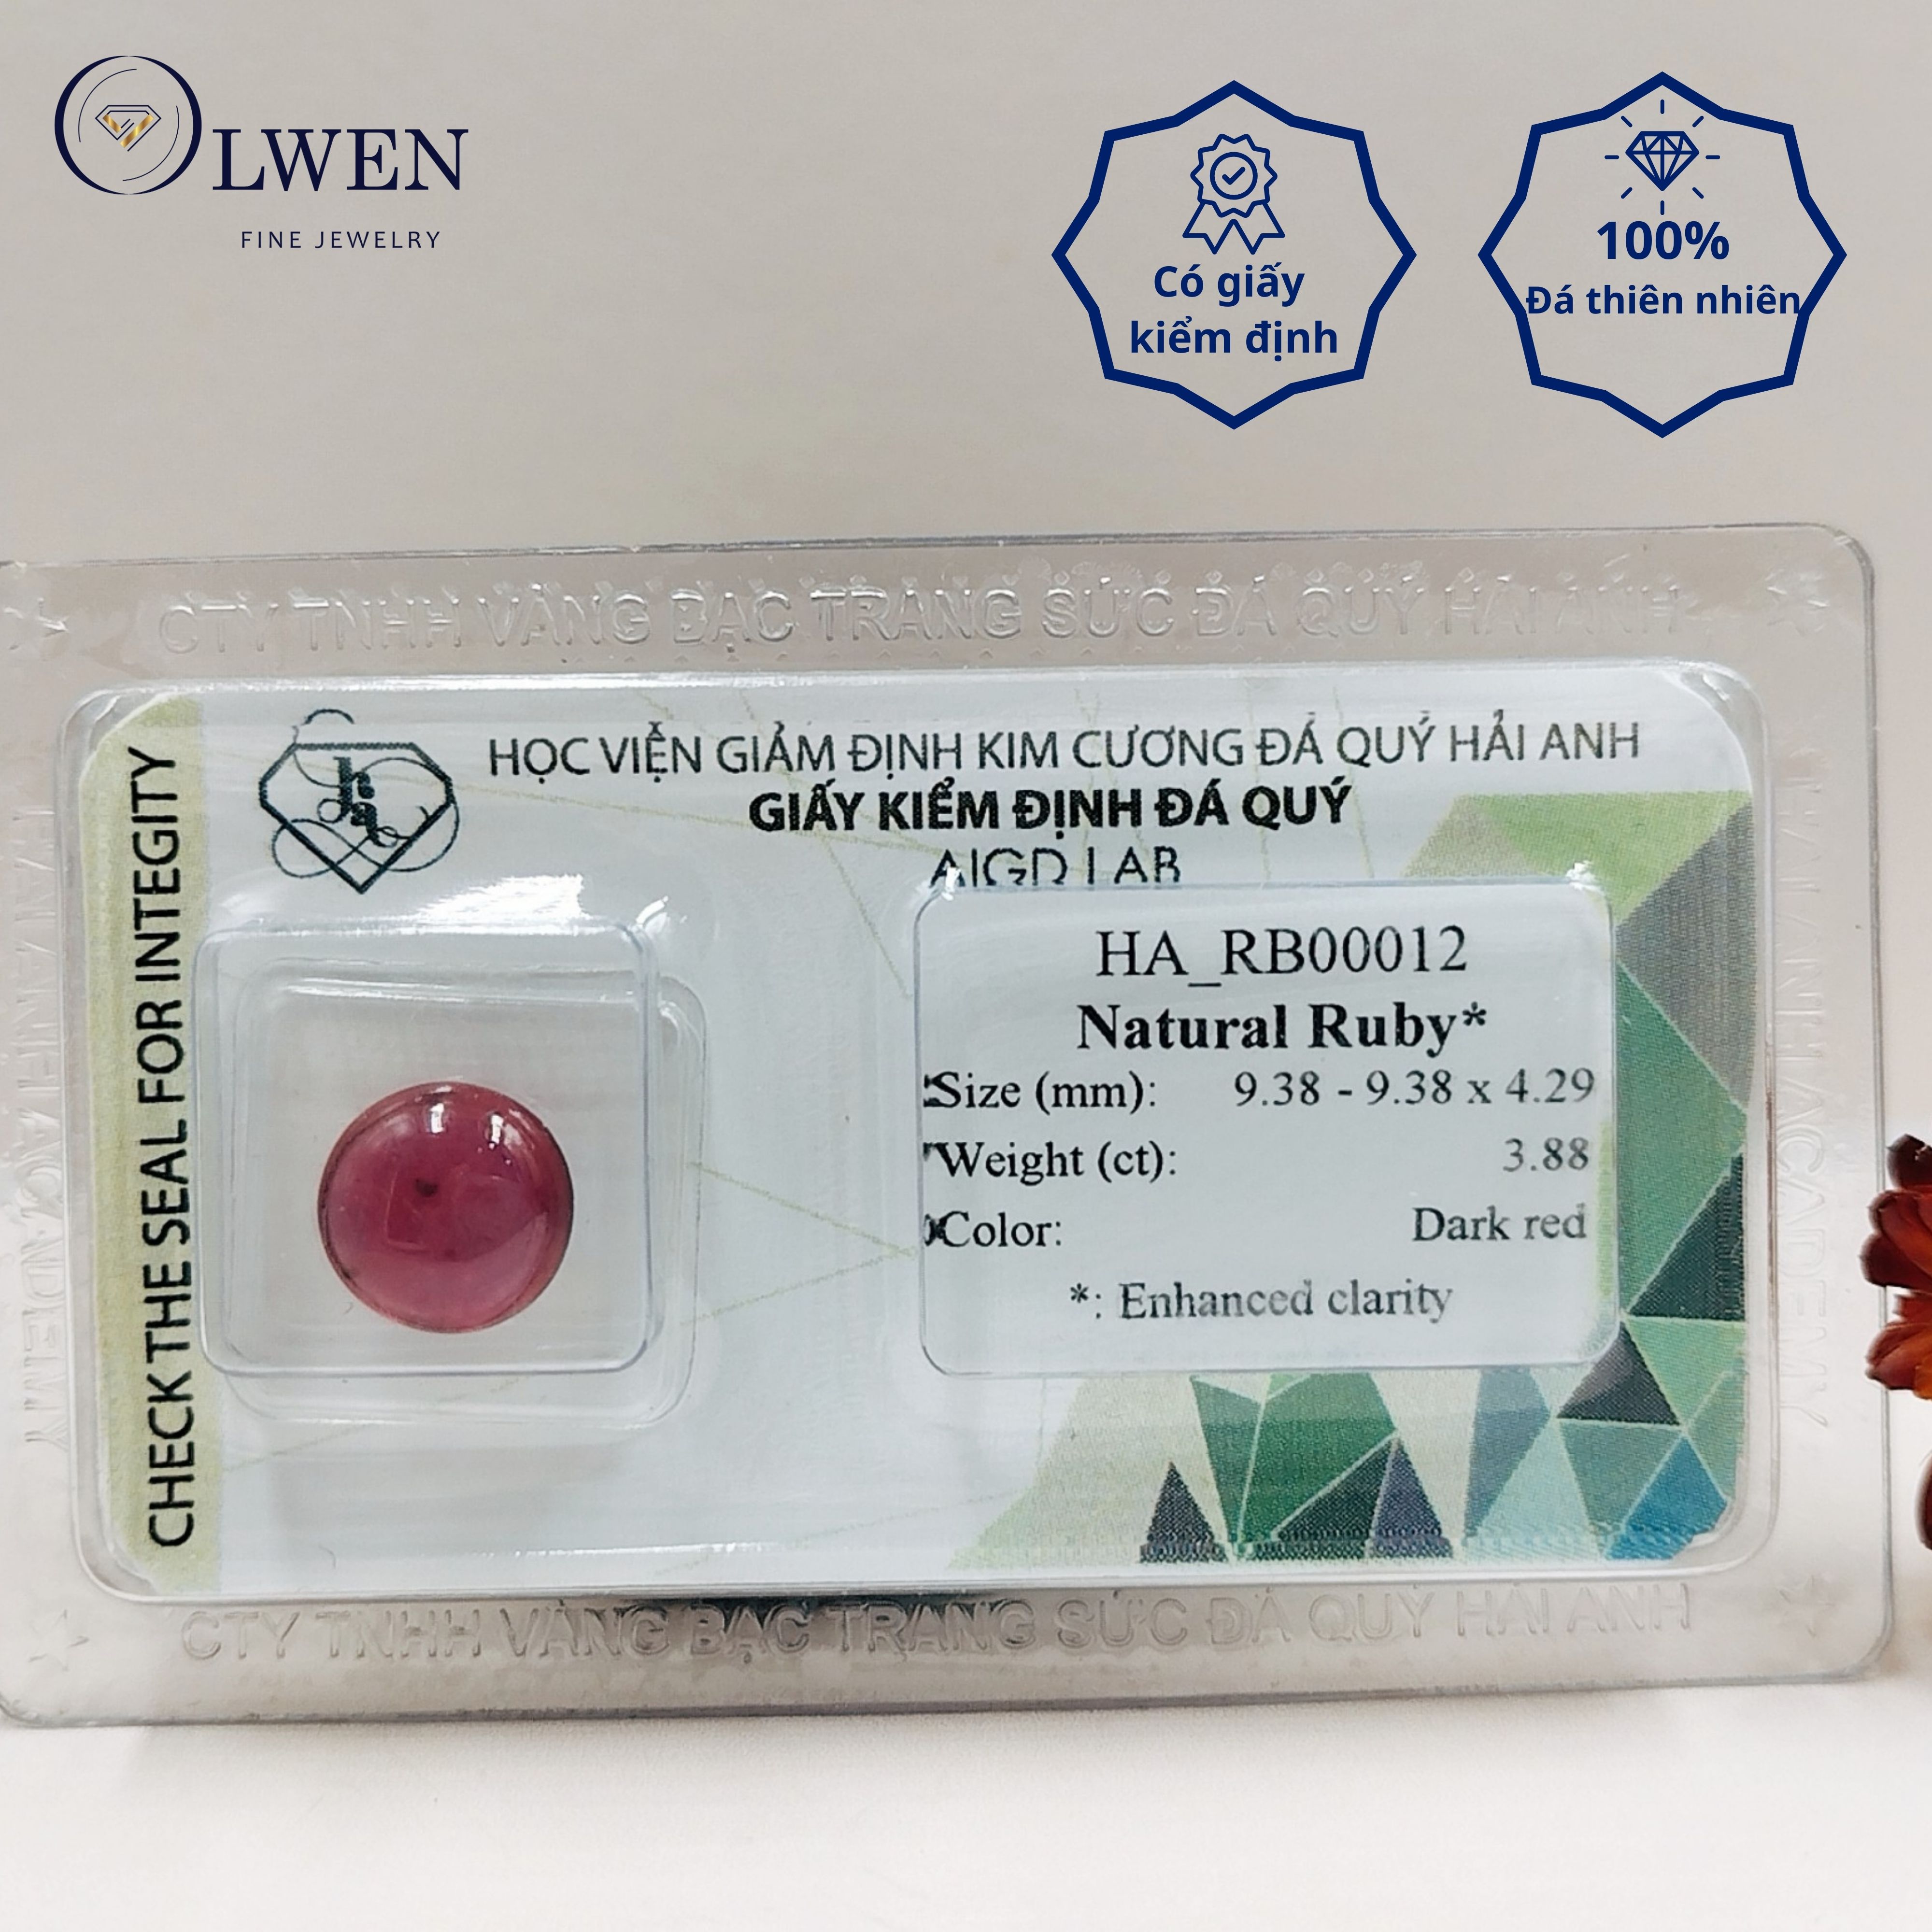 OLWEN
FINE JEWELRY
Có giấy
kiểm định
100%
Đá thiên nhiên
CTY TNHH VÀNG BẠC TRANG SỨC ĐÁ QUÝ HẢI ANH
CHECK THE SEAL FOR INTEGITY
HỌC VIỆN GIẢM ĐỊNH KIM CƯƠNG ĐÁ QUÝ HẢI ANH
GIẤY KIỂM ĐỊNH ĐÁ QUÝ
AIGD LAB
HA_RB00012
Natural Ruby*
Size (mm): 9.38 - 9.38 x 4.29
Weight (ct): 3.88
Color: Dark red
*: Enhanced clarity
CTY TNHH VÀNG BẠC TRANG SỨC ĐÁ QUÝ HẢI ANH